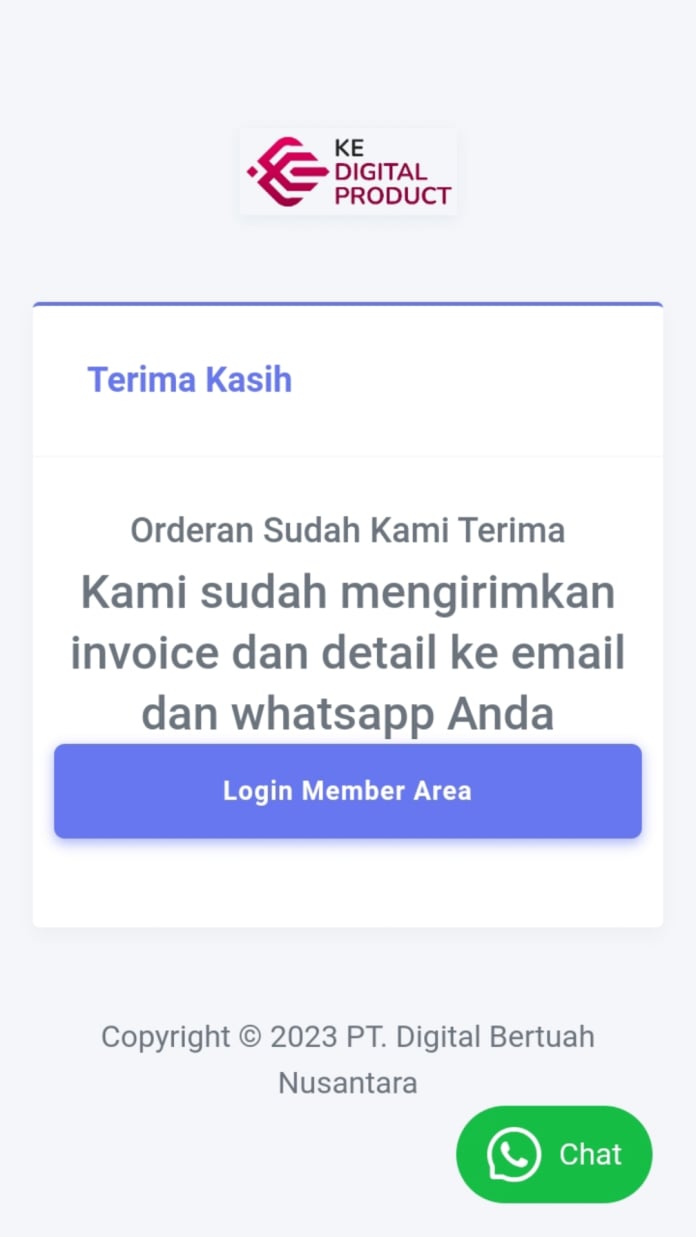 KE
DIGITAL
PRODUCT
Terima Kasih
Orderan Sudah Kami Terima
Kami sudah mengirimkan
invoice dan detail ke email
dan whatsapp Anda
Login Member Area
Copyright © 2023 PT. Digital Bertuah
Nusantara
Chat